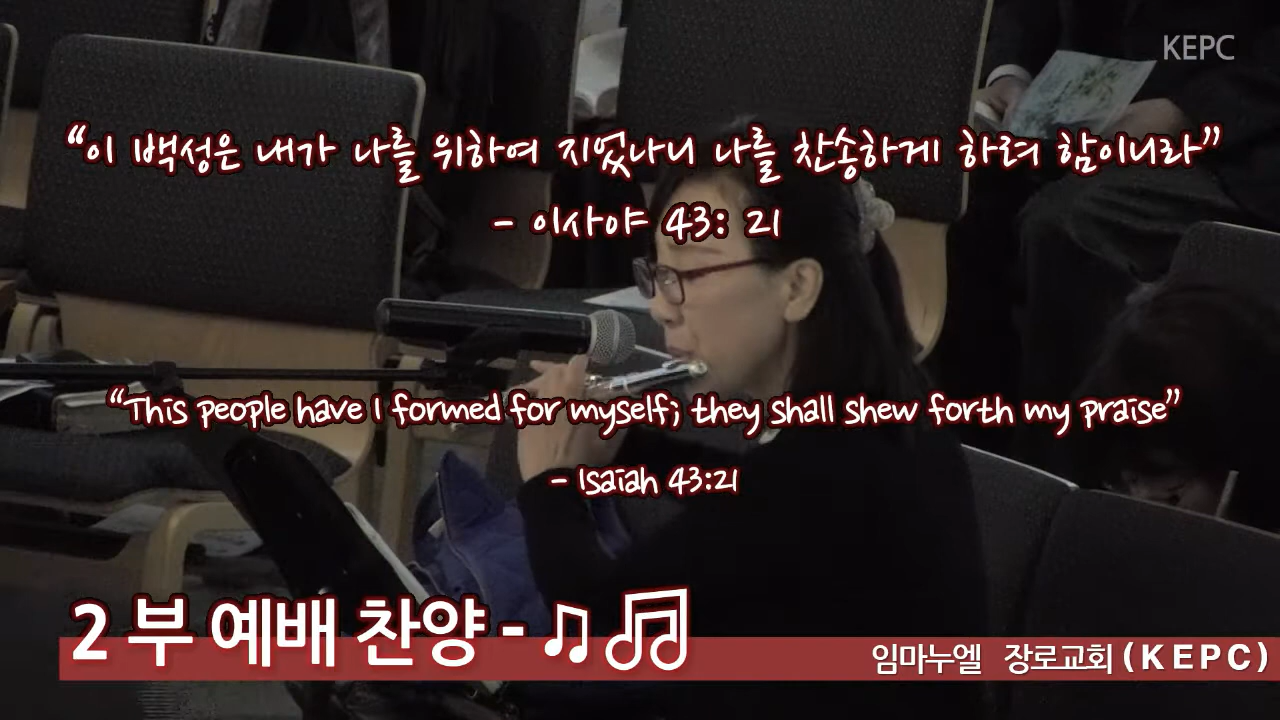 KEPC
“이 백성은 내가 나를 위하여 지었나니 나를 찬송하게 하려 함이니라”
- 이사야 43: 21
“This people have I formed for myself; they shall shew forth my praise”
- Isaiah 43:21
2부 예배 찬양 - ♫ 🎵
임마누엘 장로교회 (KEPC)